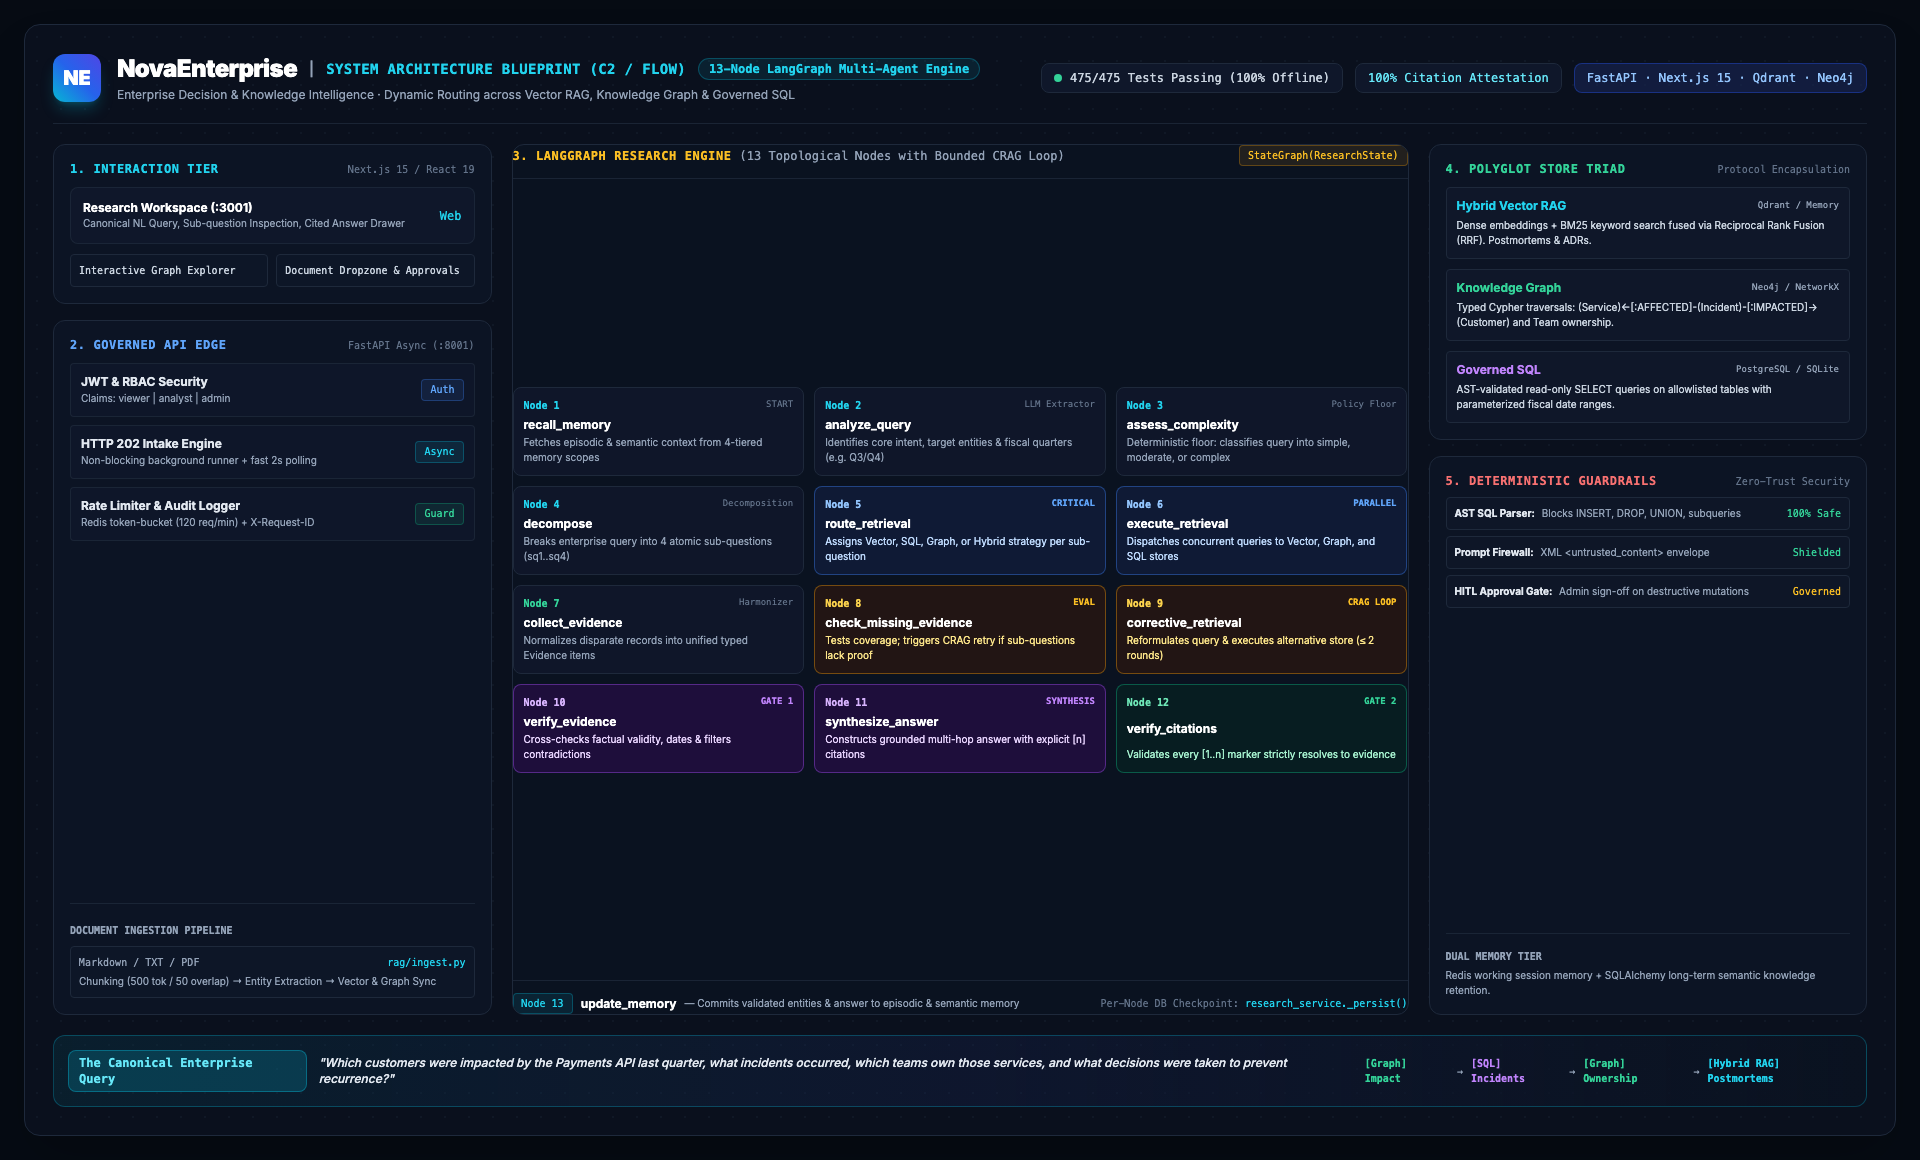 NE
NovaEnterprise | SYSTEM ARCHITECTURE BLUEPRINT (C2 / FLOW)
13-Node LangGraph Multi-Agent Engine
Enterprise Decision & Knowledge Intelligence · Dynamic Routing across Vector RAG, Knowledge Graph & Governed SQL
475/475 Tests Passing (100% Offline)
100% Citation Attestation
FastAPI · Next.js 15 · Qdrant · Neo4j
1. INTERACTION TIER
Next.js 15 / React 19
Research Workspace (:3001)
Canonical NL Query, Sub-question Inspection, Cited Answer Drawer
Web
Interactive Graph Explorer
Document Dropzone & Approvals
2. GOVERNED API EDGE
FastAPI Async (:8001)
JWT & RBAC Security
Claims: viewer | analyst | admin
Auth
HTTP 202 Intake Engine
Non-blocking background runner + fast 2s polling
Async
Rate Limiter & Audit Logger
Redis token-bucket (120 req/min) + X-Request-ID
Guard
DOCUMENT INGESTION PIPELINE
Markdown / TXT / PDF
rag/ingest.py
Chunking (500 tok / 50 overlap) → Entity Extraction → Vector & Graph Sync
3. LANGGRAPH RESEARCH ENGINE (13 Topological Nodes with Bounded CRAG Loop)
StateGraph(ResearchState)
Node 1
START
recall_memory
Fetches episodic & semantic context from 4-tiered
memory scopes
Node 2
LLM Extractor
analyze_query
Identifies core intent, target entities & fiscal quarters
(e.g. Q3/Q4)
Node 3
Policy Floor
assess_complexity
Deterministic floor: classifies query into simple,
moderate, or complex
Node 4
Decomposition
decompose
Breaks enterprise query into 4 atomic sub-questions
(sq1..sq4)
Node 5
CRITICAL
route_retrieval
Assigns Vector, SQL, Graph, or Hybrid strategy per sub-
question
Node 6
PARALLEL
execute_retrieval
Dispatches concurrent queries to Vector, Graph, and
SQL stores
Node 7
Harmonizer
collect_evidence
Normalizes disparate records into unified typed
Evidence items
Node 8
EVAL
check_missing_evidence
Tests coverage; triggers CRAG retry if sub-questions
lack proof
Node 9
CRAG LOOP
corrective_retrieval
Reformulates query & executes alternative store (≤ 2
rounds)
Node 10
GATE 1
verify_evidence
Cross-checks factual validity, dates & filters
contradictions
Node 11
SYNTHESIS
synthesize_answer
Constructs grounded multi-hop answer with explicit [n]
citations
Node 12
GATE 2
verify_citations
Validates every [1..n] marker strictly resolves to evidence
Node 13
update_memory — Commits validated entities & answer to episodic & semantic memory
Per-Node DB Checkpoint: research_service._persist()
4. POLYGLOT STORE TRIAD
Protocol Encapsulation
Hybrid Vector RAG
Qdrant / Memory
Dense embeddings + BM25 keyword search fused via Reciprocal Rank Fusion
(RRF). Postmortems & ADRs.
Knowledge Graph
Neo4j / NetworkX
Typed Cypher traversals: (Service)←[:AFFECTED]-(Incident)-[:IMPACTED]→
(Customer) and Team ownership.
Governed SQL
PostgreSQL / SQLite
AST-validated read-only SELECT queries on allowlisted tables with
parameterized fiscal date ranges.
5. DETERMINISTIC GUARDRAILS
Zero-Trust Security
AST SQL Parser: Blocks INSERT, DROP, UNION, subqueries
100% Safe
Prompt Firewall: XML <untrusted_content> envelope
Shielded
HITL Approval Gate: Admin sign-off on destructive mutations
Governed
DUAL MEMORY TIER
Redis working session memory + SQLAlchemy long-term semantic knowledge
retention.
The Canonical Enterprise
Query
"Which customers were impacted by the Payments API last quarter, what incidents occurred, which teams own those services, and what decisions were taken to prevent
recurrence?"
[Graph]
Impact
→
[SQL]
Incidents
→
[Graph]
Ownership
→
[Hybrid RAG]
Postmortems